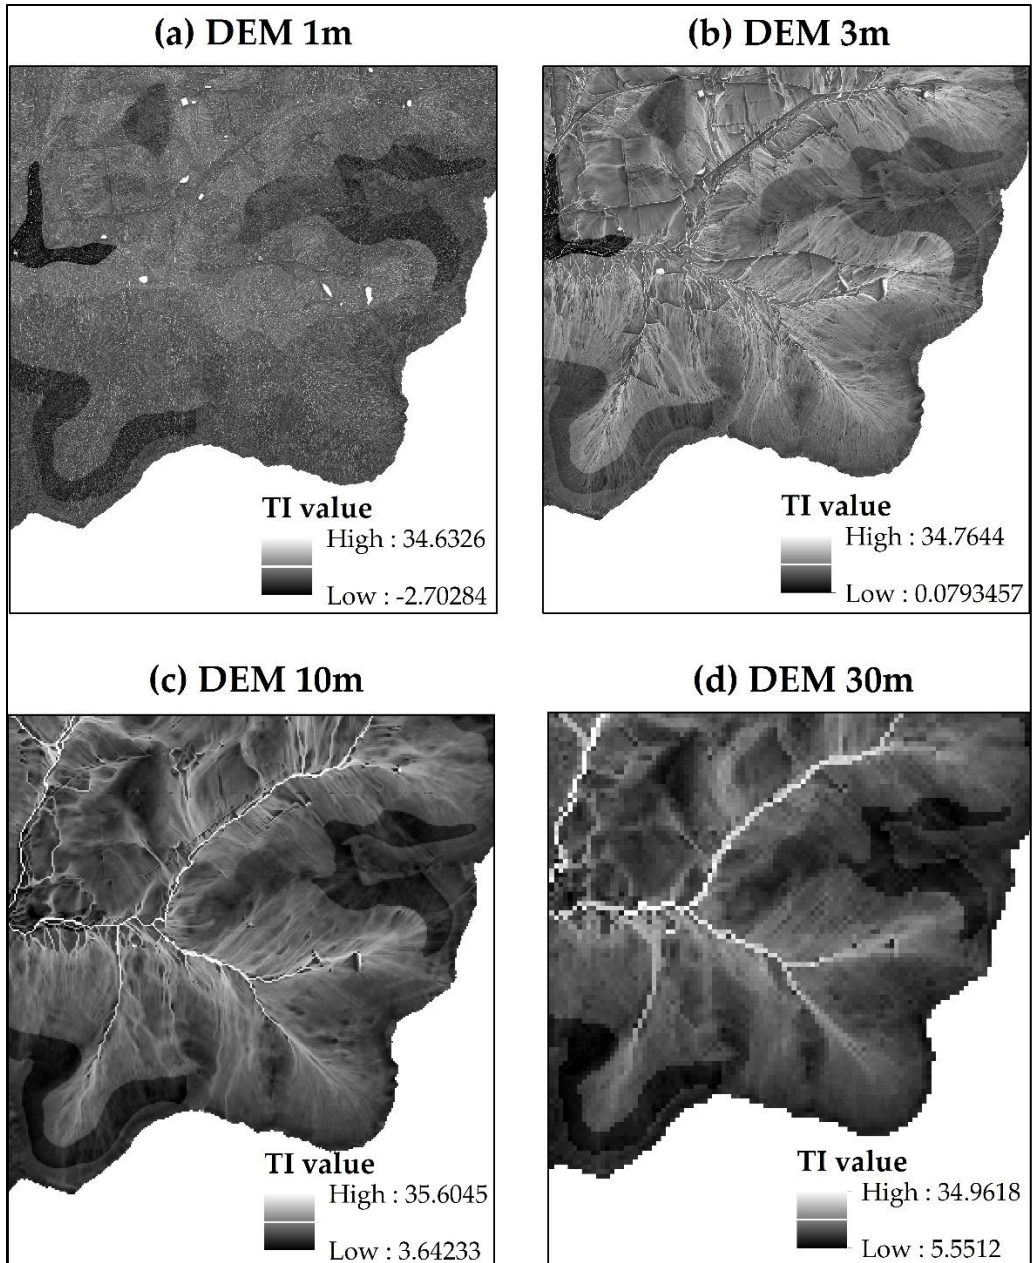 (a) DEM 1m
(b) DEM 3m
TI value
High : 34.6326
Low : -2.70284
TI value
High : 34.7644
Low : 0.0793457
(c) DEM 10m
(d) DEM 30m
TI value
High : 35.6045
Low : 3.64233
TI value
High : 34.9618
Low : 5.5512